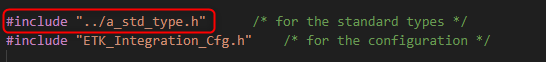 #include "../a_std_type.h"      /* for the standard types */
#include "ETK_Integration_Cfg.h"    /* for the configuration */